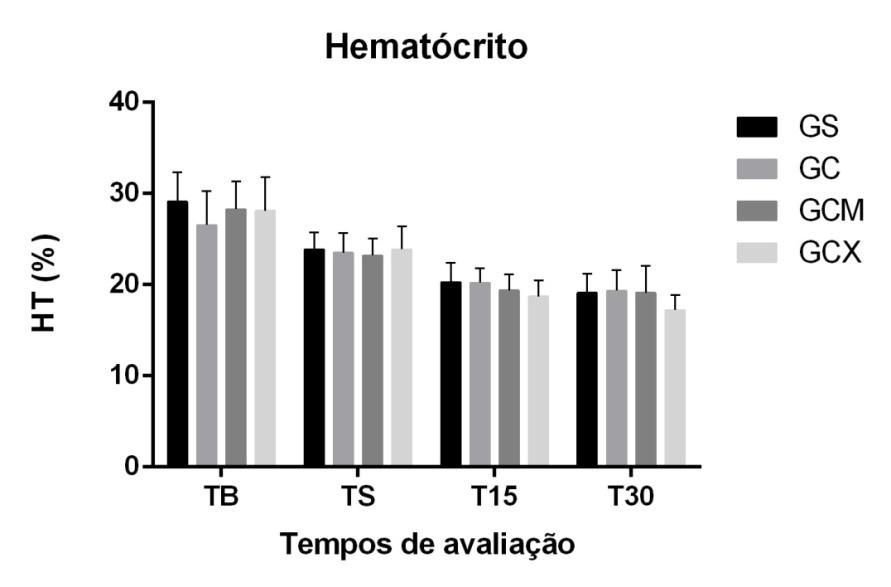 Hematócrito
40
30
20
10
0
HT (%)
TB TS T15 T30
Tempos de avaliação
GS
GC
GCM
GCX